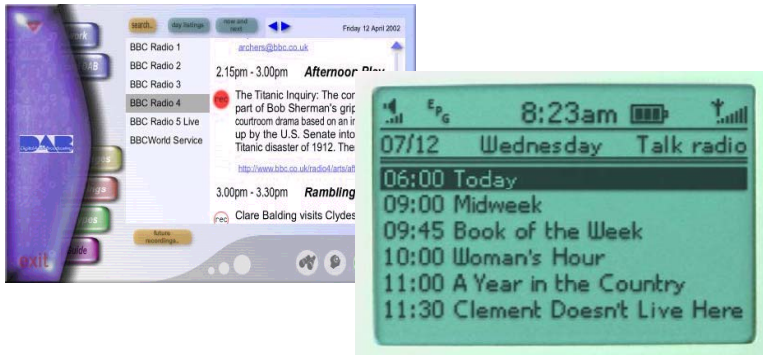 search..
day listings
now and
next
Friday 12 April 2002
BBC Radio 1
BBC Radio 2
BBC Radio 3
BBC Radio 4
BBC Radio 5 Live
BBCWorld Service
archers@bbc.co.uk
2.15pm - 3.00pm Afternoon Play
rec
The Titanic Inquiry: The
part of Bob Sherman's
courtroom drama based on an
up by the U.S. Senate into
Titanic disaster of 1912.
http://www.bbc.co.uk/radio4/arts/
3.00pm - 3.30pm Rambling
rec
Clare Balding visits
future
recordings..
DAB
DAB
exit
EPG
8:23am
07/12 Wednesday Talk radio
06:00 Today
09:00 Midweek
09:45 Book of the Week
10:00 Woman's Hour
11:00 A Year in the Country
11:30 Clement Doesn't Live Here